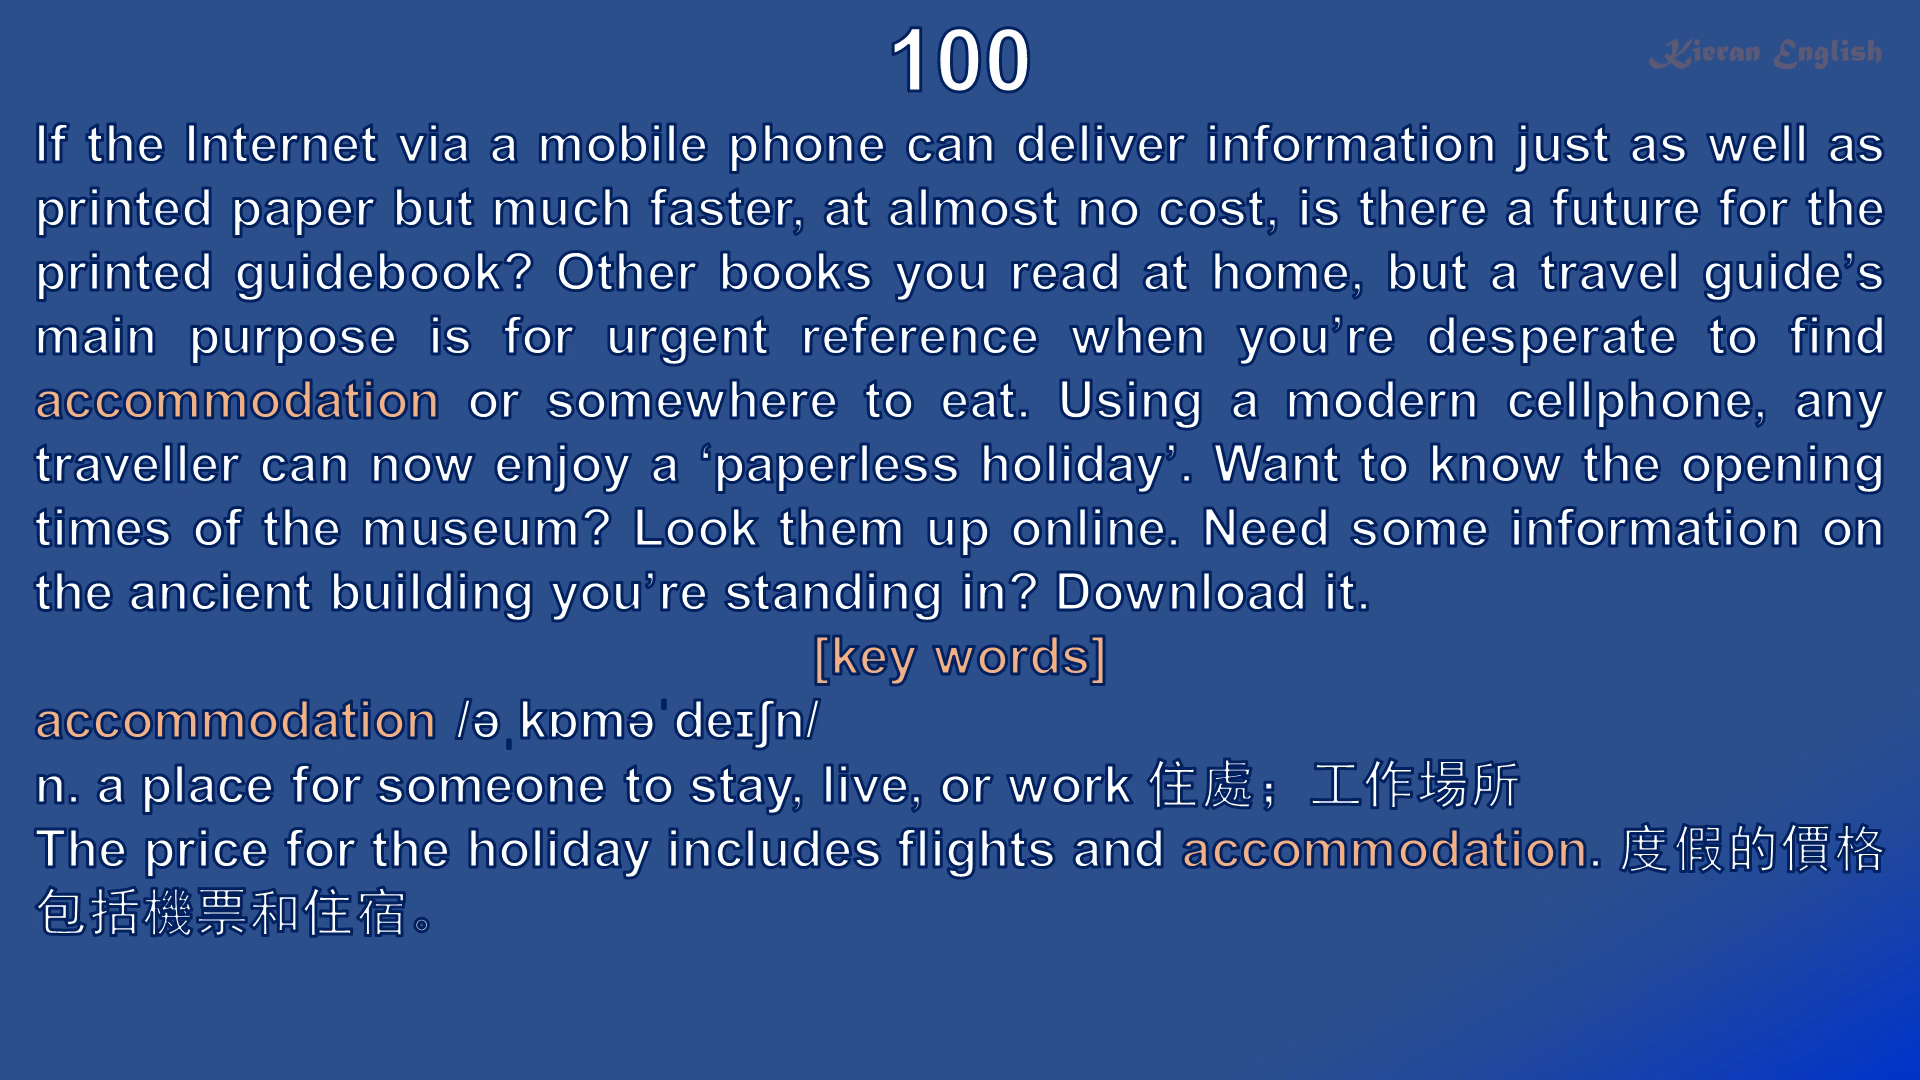 100
Kieran English
If the Internet via a mobile phone can deliver information just as well as
printed paper but much faster, at almost no cost, is there a future for the
printed guidebook? Other books you read at home, but a travel guide’s
main purpose is for urgent reference when you’re desperate to find
accommodation or somewhere to eat. Using a modern cellphone, any
traveller can now enjoy a ‘paperless holiday’. Want to know the opening
times of the museum? Look them up online. Need some information on
the ancient building you’re standing in? Download it.
[key words]
accommodation /əˌkɒməˈdeɪʃn/
n. a place for someone to stay, live, or work 住處；工作場所
The price for the holiday includes flights and accommodation. 度假的價格
包括機票和住宿。